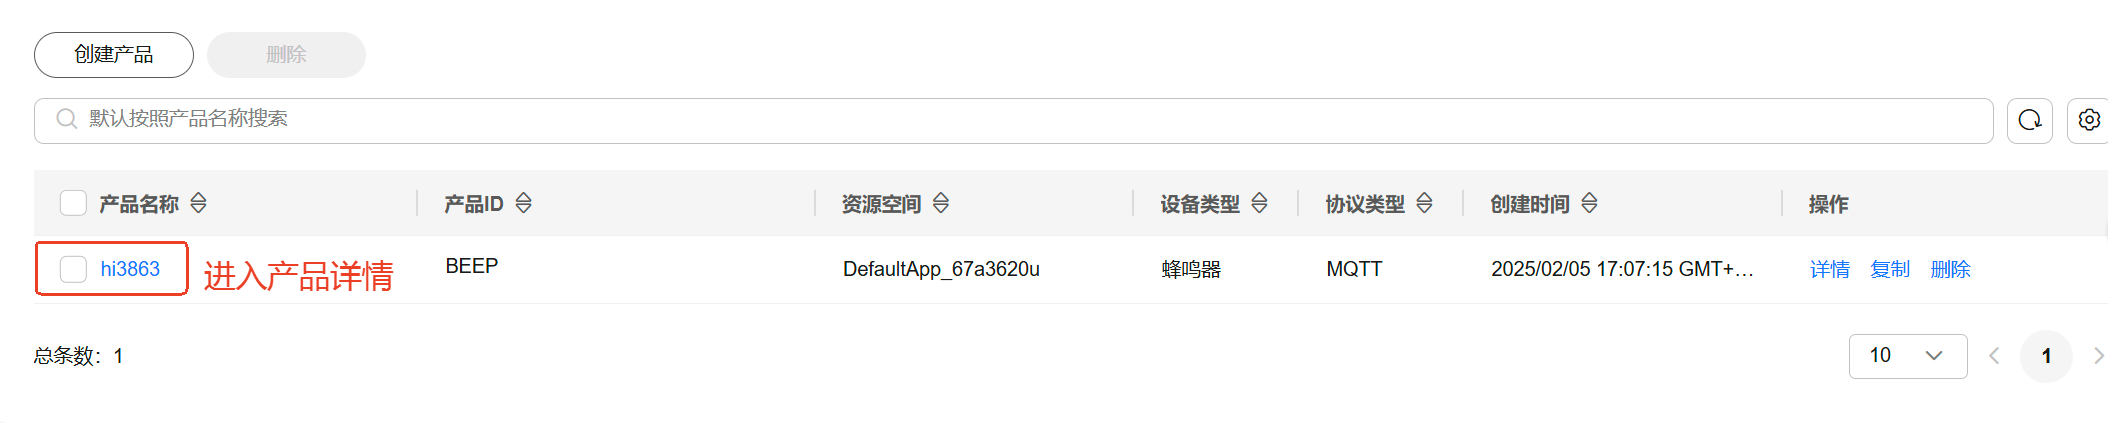 创建产品 删除
默认按照产品名称搜索
产品名称 产品ID 资源空间 设备类型 协议类型 创建时间 操作
hi3863 进入产品详情 BEEP DefaultApp_67a3620u 蜂鸣器 MQTT 2025/02/05 17:07:15 GMT+... 详情 复制 删除
总条数：1 10 1